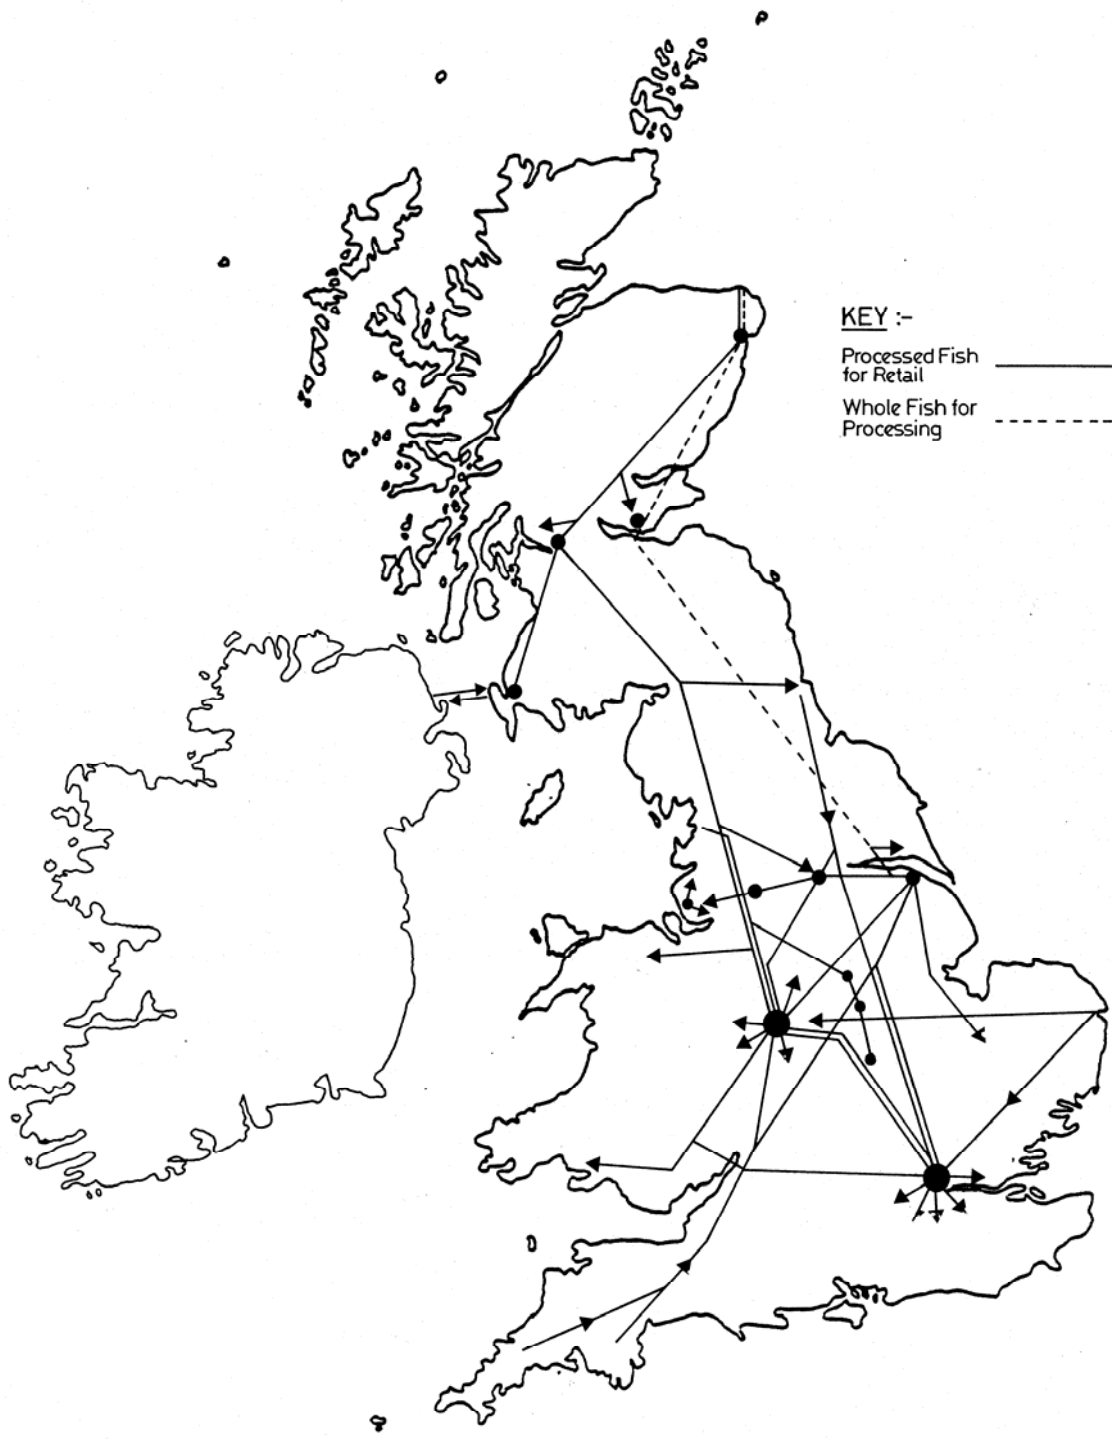 KEY :-
Processed Fish
for Retail
Whole Fish for
Processing